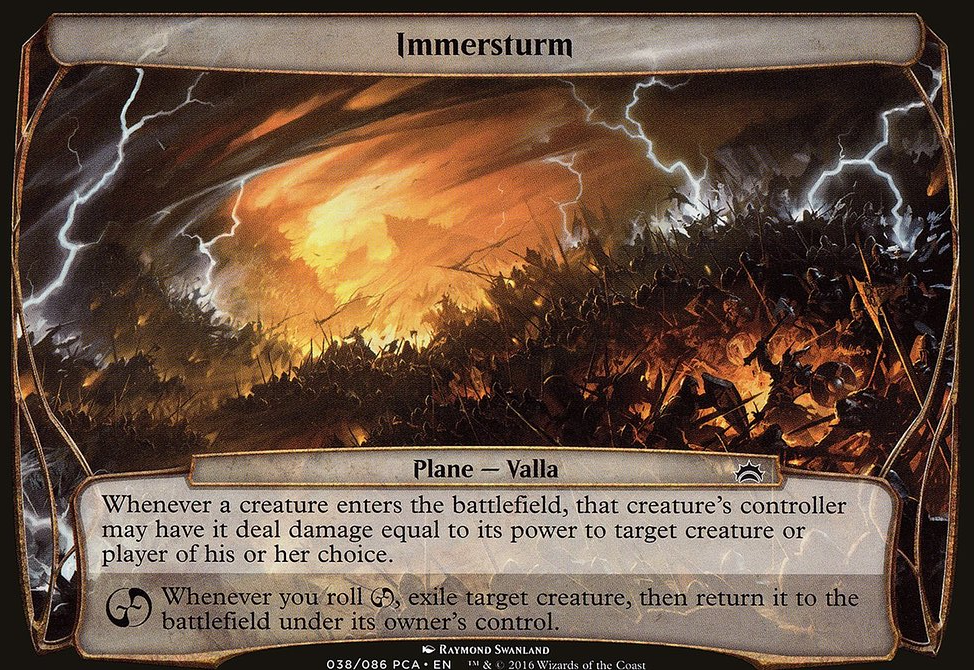 Immersturm
Plane — Valla
Whenever a creature enters the battlefield, that creature's controller
may have it deal damage equal to its power to target creature or
player of his or her choice.
Whenever you roll , exile target creature, then return it to the
battlefield under its owner's control.
Raymond Swanland
038/086 PCA • EN ™ & © 2016 Wizards of the Coast